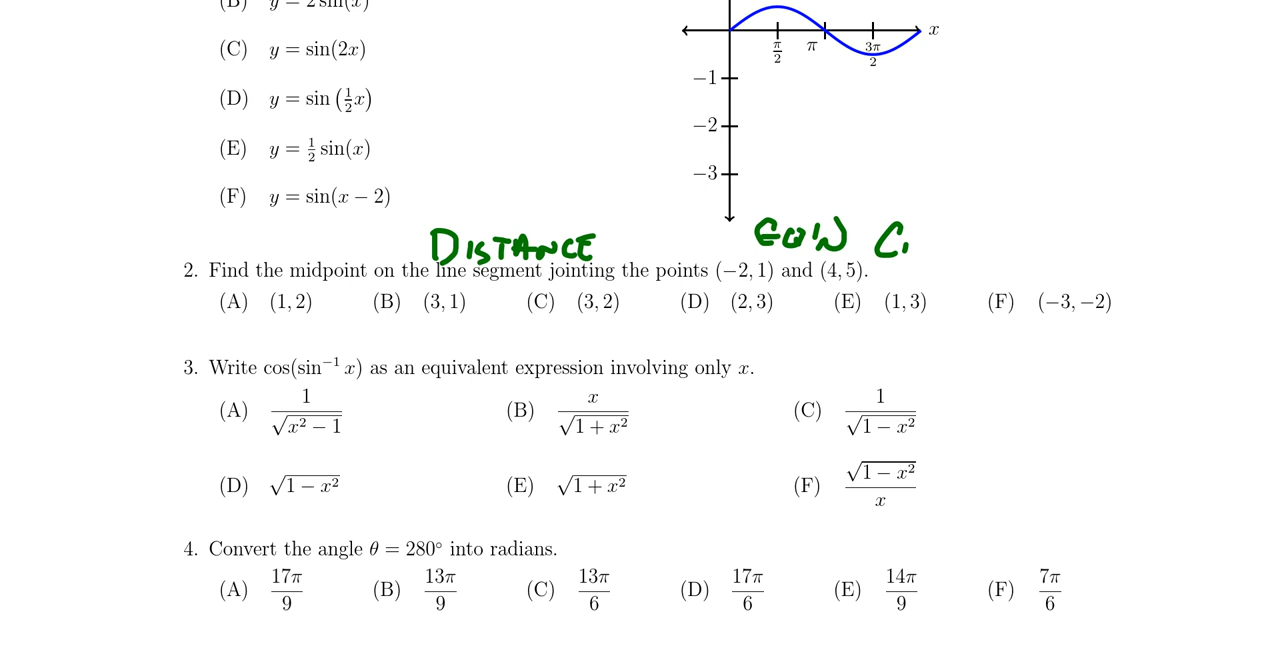 (B) y = 2 sin(x)
(C) y = sin(2x)
(D) y = sin (1/2 x)
(E) y = 1/2 sin(x)
(F) y = sin(x − 2)
x
π/2 π 3π/2
−1
−2
−3
DISTANCE
2. Find the midpoint on the line segment jointing the points (−2, 1) and (4, 5).
(A) (1, 2) (B) (3, 1) (C) (3, 2) (D) (2, 3) (E) (1, 3) (F) (−3, −2)
3. Write cos(sin⁻¹ x) as an equivalent expression involving only x.
(A) 1/√(x² − 1) (B) x/√(1 + x²) (C) 1/√(1 − x²)
(D) √(1 − x²) (E) √(1 + x²) (F) √(1 − x²)/x
4. Convert the angle θ = 280° into radians.
(A) 17π/9 (B) 13π/9 (C) 13π/6 (D) 17π/6 (E) 14π/9 (F) 7π/6